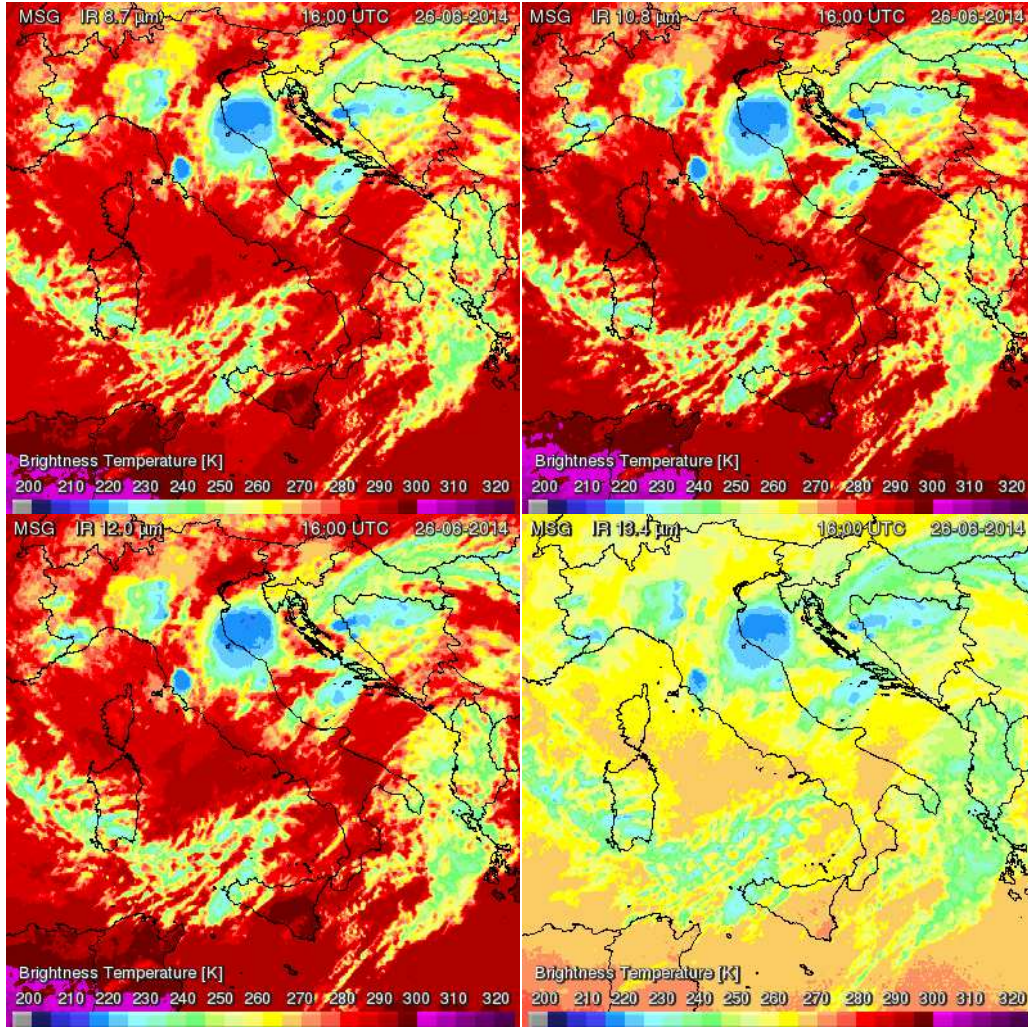 MSG IR 8.7 µm 16:00 UTC 26-06-2014
Brightness Temperature [K]
200 210 220 230 240 250 260 270 280 290 300 310 320
MSG IR 10.8 µm 16:00 UTC 26-06-2014
Brightness Temperature [K]
200 210 220 230 240 250 260 270 280 290 300 310 320
MSG IR 12.0 µm 16:00 UTC 26-06-2014
Brightness Temperature [K]
200 210 220 230 240 250 260 270 280 290 300 310 320
MSG IR 13.4 µm 16:00 UTC 26-06-2014
Brightness Temperature [K]
200 210 220 230 240 250 260 270 280 290 300 310 320